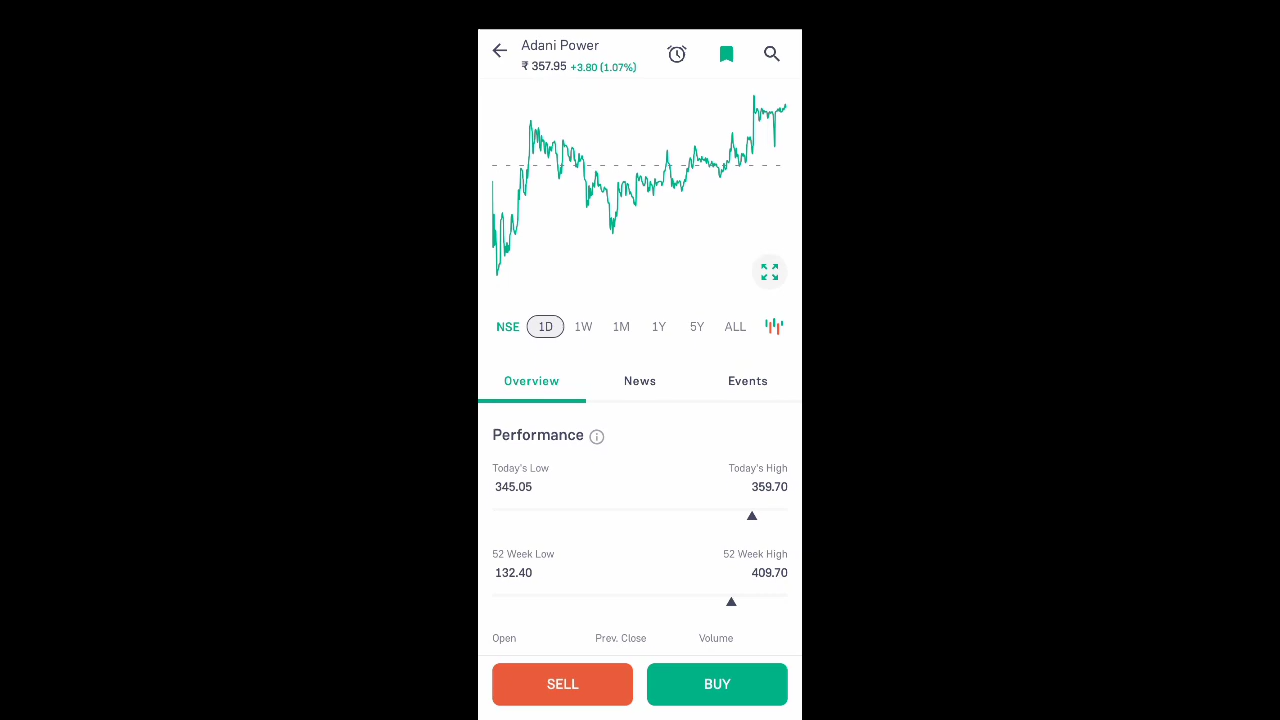 Adani Power
₹ 357.95 +3.80 (1.07%)
NSE 1D 1W 1M 1Y 5Y ALL
Overview News Events
Performance
Today's Low Today's High
345.05 359.70
52 Week Low 52 Week High
132.40 409.70
Open Prev. Close Volume
SELL BUY